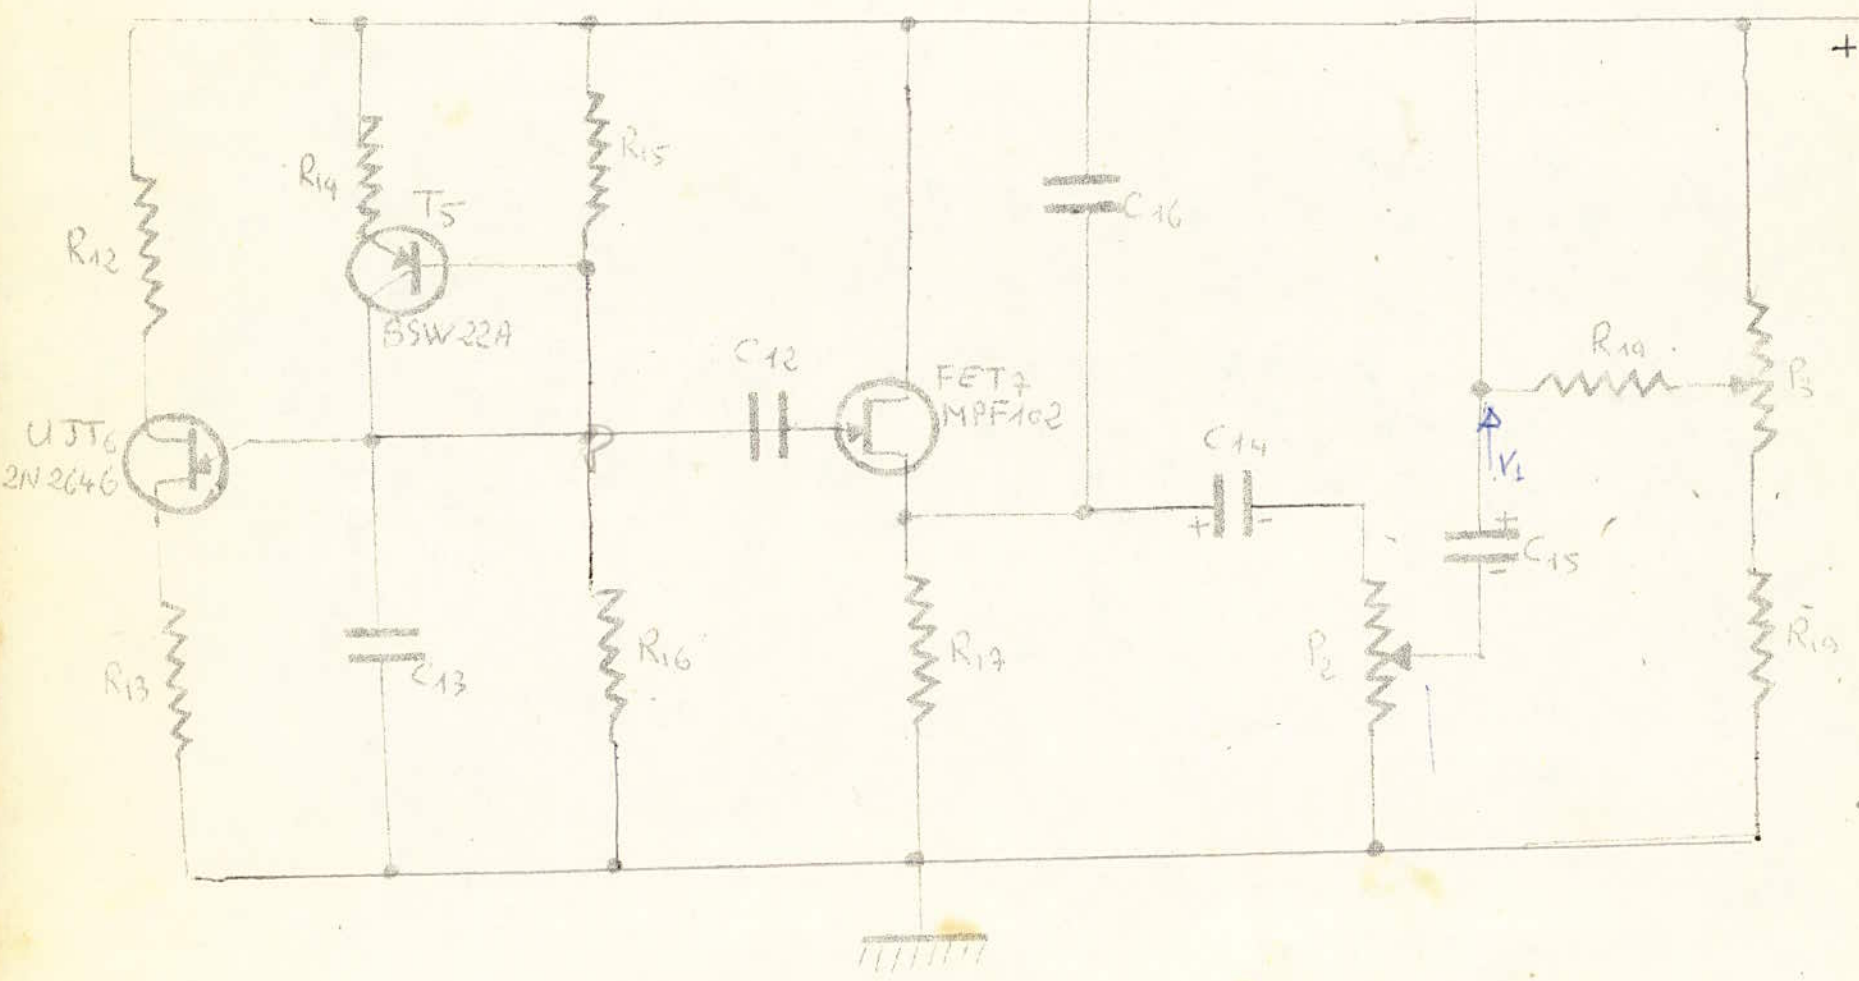 +
R15
R14
T5
C16
R12
BSW22A
R19
C12
P3
FET7
MPF102
UJT6
2N2646
C14
V1
+
-
+
-
C15
R13
C13
R16
R17
P2
R19